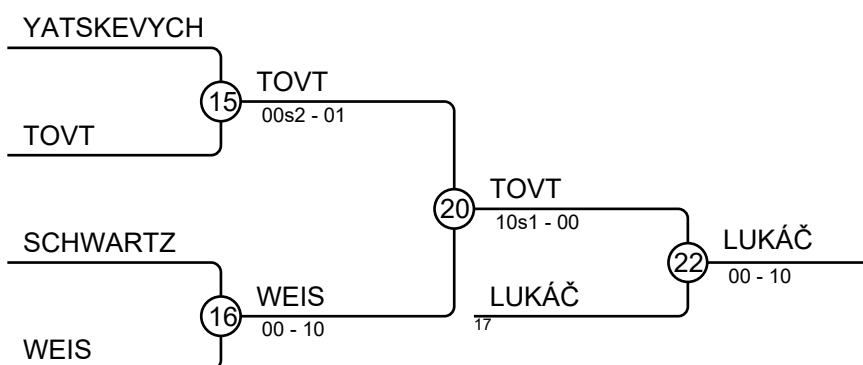 YATSKEVYCH
15
TOVT
00s2 - 01
TOVT
20
TOVT
10s1 - 00
SCHWARTZ
22
LUKÁČ
00 - 10
16
WEIS
00 - 10
LUKÁČ
17
WEIS